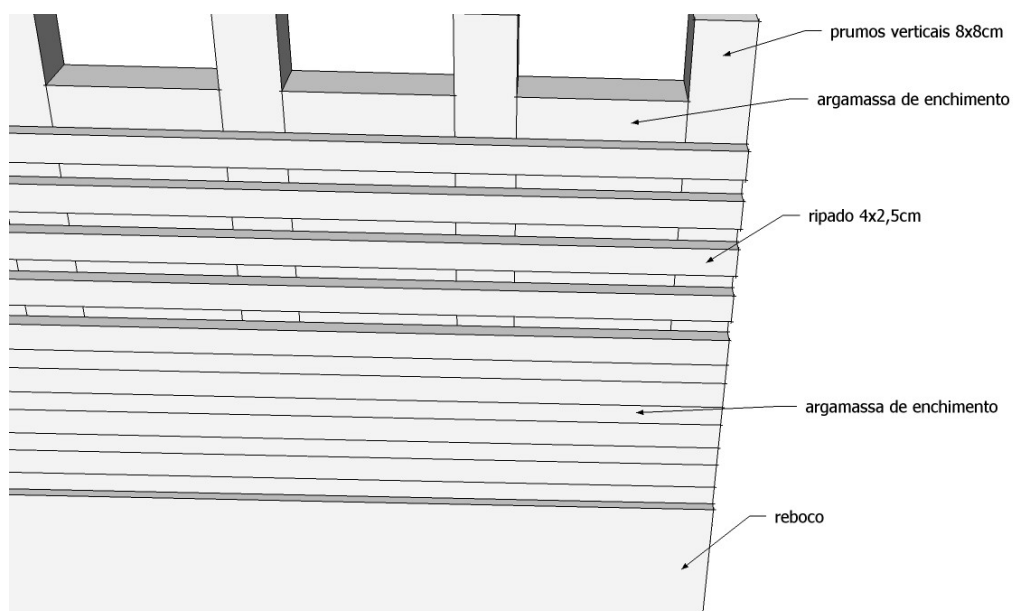 prumos verticais 8x8cm
argamassa de enchimento
ripado 4x2,5cm
argamassa de enchimento
reboco